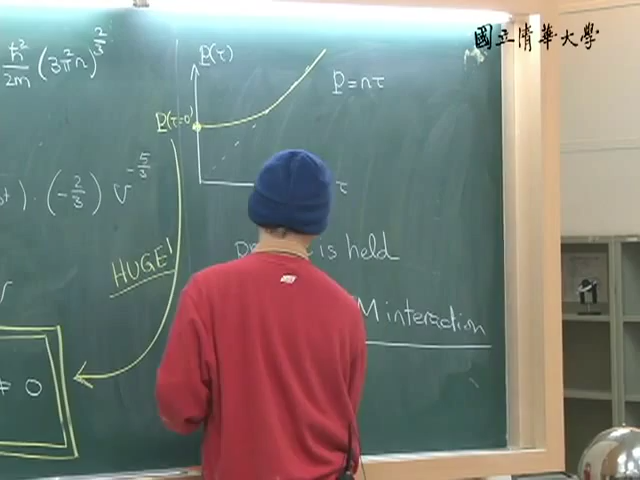 國立清華大學
ħ²/2m (3π²n)^(2/3)
P(τ)
P = nτ
P(τ=0)
τ
) · (-2/3) v^(-5/3)
is held
HUGE!
M interaction
≠ 0